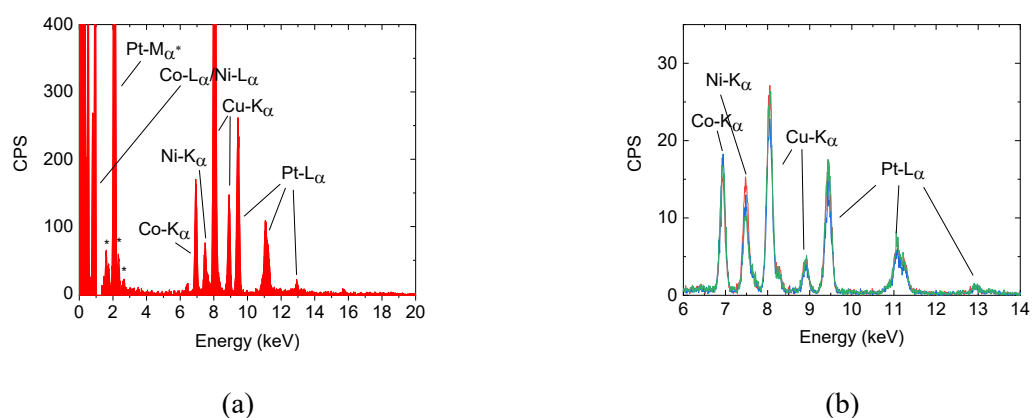 400
300
200
100
0
CPS
Pt-Mα*
Co-Lα/Ni-Lα
Cu-Kα
Ni-Kα
Pt-Lα
Co-Kα
*
*
*
0 2 4 6 8 10 12 14 16 18 20
Energy (keV)
(a)
30
20
10
0
CPS
Ni-Kα
Co-Kα
Cu-Kα
Pt-Lα
6 7 8 9 10 11 12 13 14
Energy (keV)
(b)